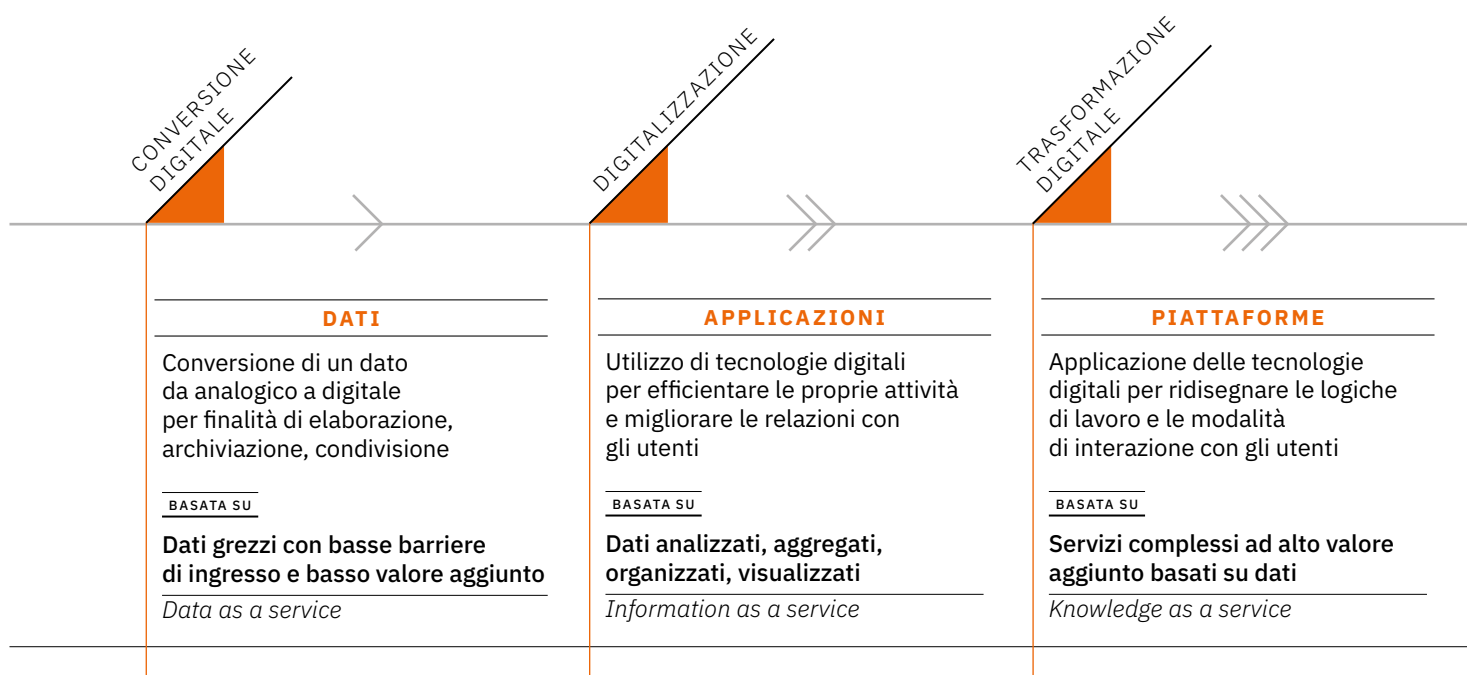 CONVERSIONE
DIGITALE
DIGITALIZZAZIONE
TRASFORMAZIONE
DIGITALE
DATI
Conversione di un dato
da analogico a digitale
per finalità di elaborazione,
archiviazione, condivisione
BASATA SU
Dati grezzi con basse barriere
di ingresso e basso valore aggiunto
Data as a service
APPLICAZIONI
Utilizzo di tecnologie digitali
per efficientare le proprie attività
e migliorare le relazioni con
gli utenti
BASATA SU
Dati analizzati, aggregati,
organizzati, visualizzati
Information as a service
PIATTAFORME
Applicazione delle tecnologie
digitali per ridisegnare le logiche
di lavoro e le modalità
di interazione con gli utenti
BASATA SU
Servizi complessi ad alto valore
aggiunto basati su dati
Knowledge as a service